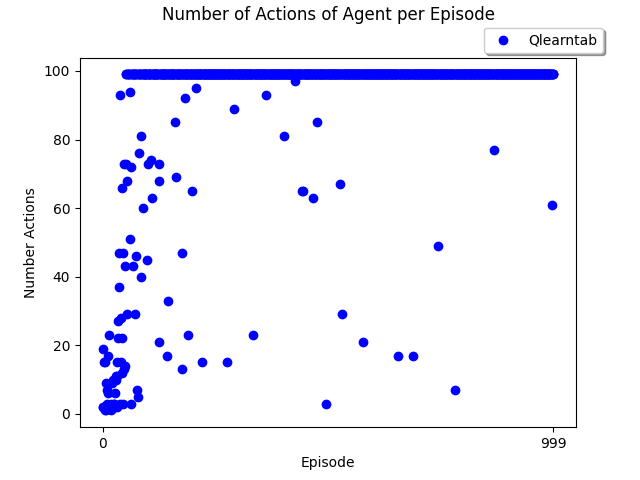 Number of Actions of Agent per Episode
Qlearntab
100
80
60
40
20
0
Number Actions
0
999
Episode